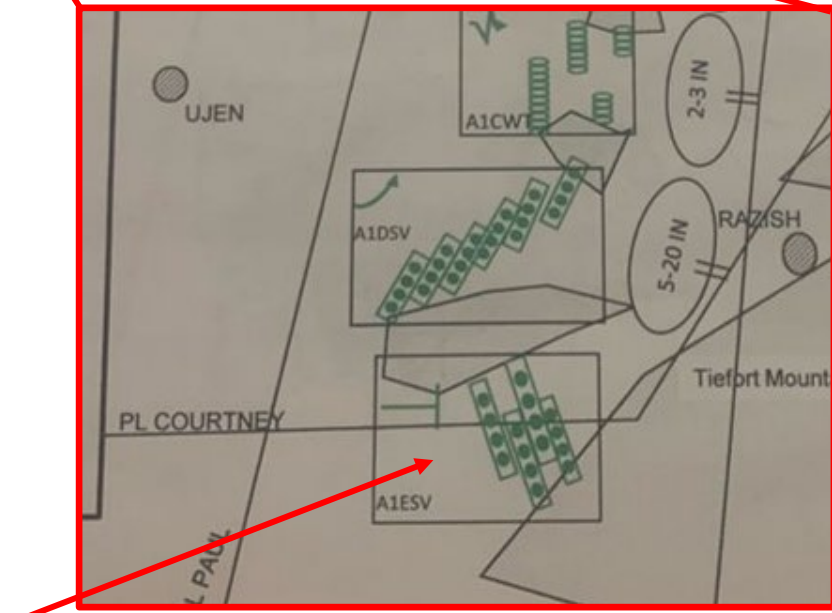 UJEN
A1CWT
2-3 IN
A1DSV
5-20 IN
RAZISH
Tiefort Mount
PL COURTNEY
A1ESV
L PAUL